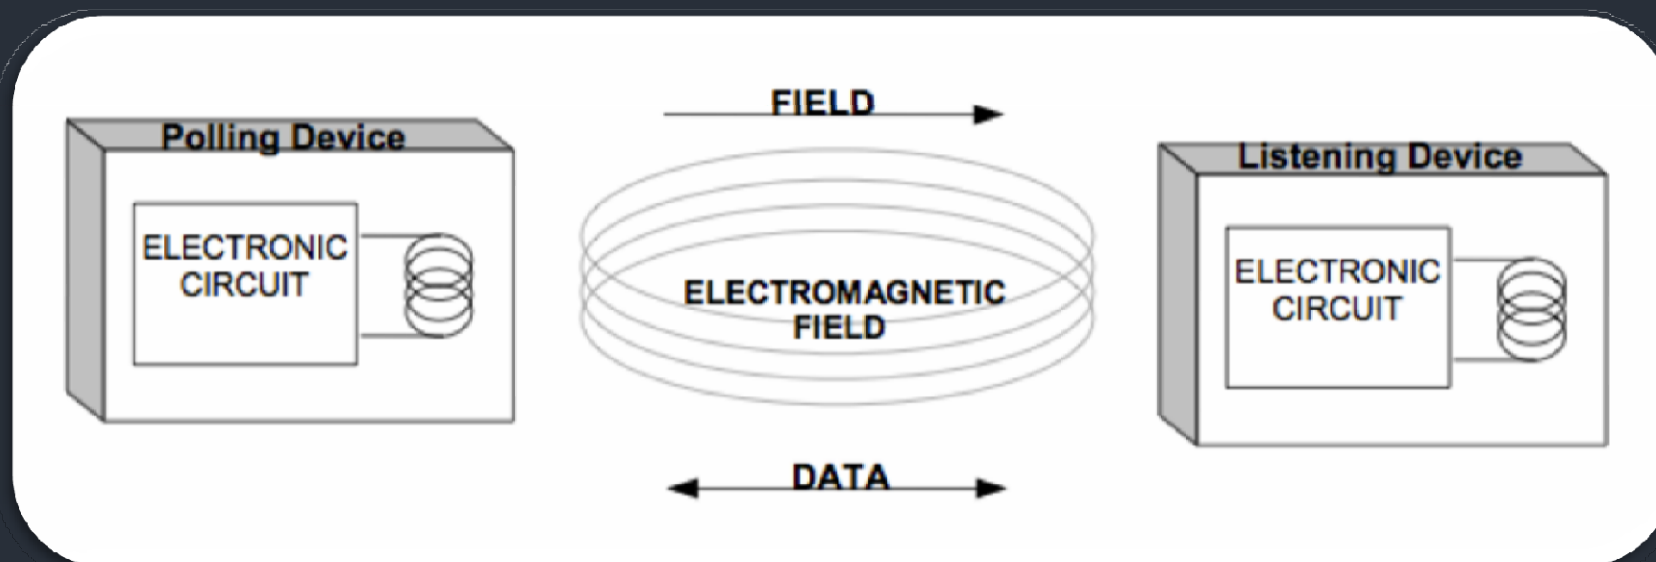 FIELD
Polling Device
Listening Device
ELECTRONIC
CIRCUIT
ELECTROMAGNETIC
FIELD
ELECTRONIC
CIRCUIT
DATA